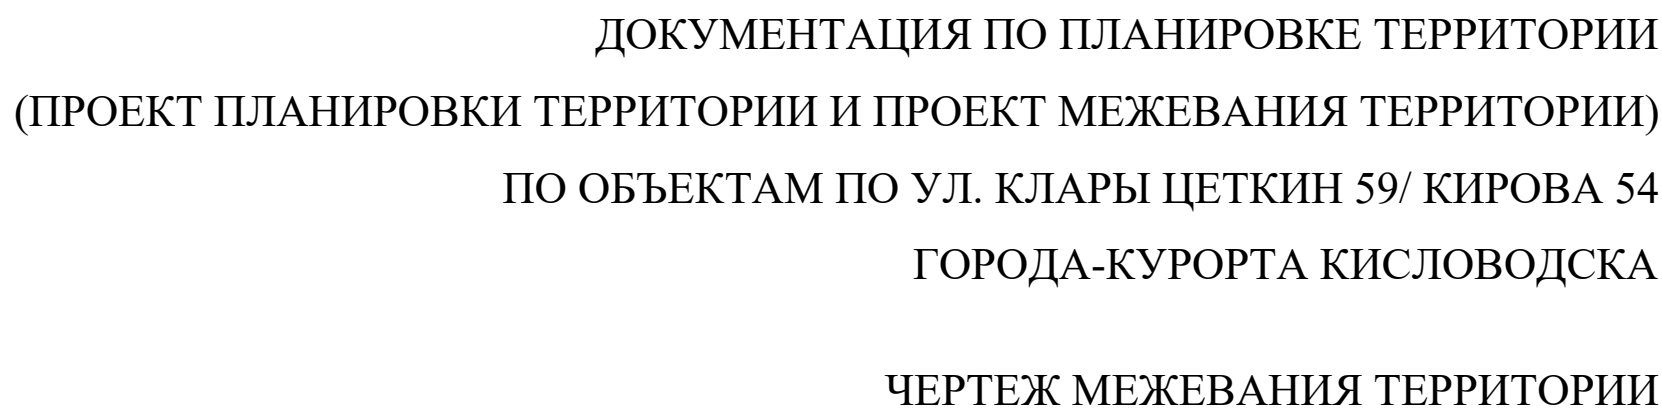 ДОКУМЕНТАЦИЯ ПО ПЛАНИРОВКЕ ТЕРРИТОРИИ
(ПРОЕКТ ПЛАНИРОВКИ ТЕРРИТОРИИ И ПРОЕКТ МЕЖЕВАНИЯ ТЕРРИТОРИИ)
ПО ОБЪЕКТАМ ПО УЛ. КЛАРЫ ЦЕТКИН 59/ КИРОВА 54
ГОРОДА-КУРОРТА КИСЛОВОДСКА
ЧЕРТЕЖ МЕЖЕВАНИЯ ТЕРРИТОРИИ